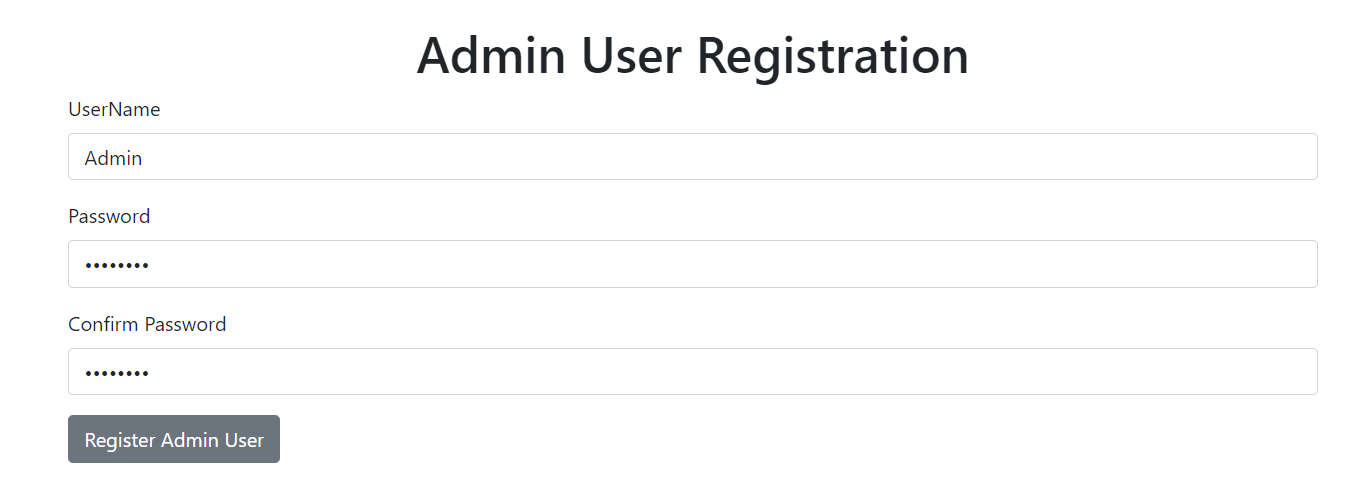 Admin User Registration
UserName
Admin
Password
••••••••
Confirm Password
••••••••
Register Admin User